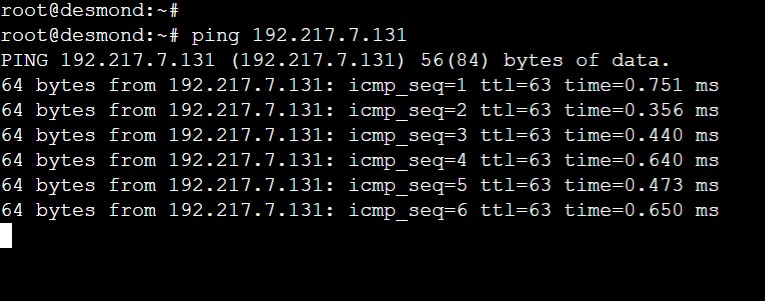 root@desmond:~#
root@desmond:~# ping 192.217.7.131
PING 192.217.7.131 (192.217.7.131) 56(84) bytes of data.
64 bytes from 192.217.7.131: icmp_seq=1 ttl=63 time=0.751 ms
64 bytes from 192.217.7.131: icmp_seq=2 ttl=63 time=0.356 ms
64 bytes from 192.217.7.131: icmp_seq=3 ttl=63 time=0.440 ms
64 bytes from 192.217.7.131: icmp_seq=4 ttl=63 time=0.640 ms
64 bytes from 192.217.7.131: icmp_seq=5 ttl=63 time=0.473 ms
64 bytes from 192.217.7.131: icmp_seq=6 ttl=63 time=0.650 ms